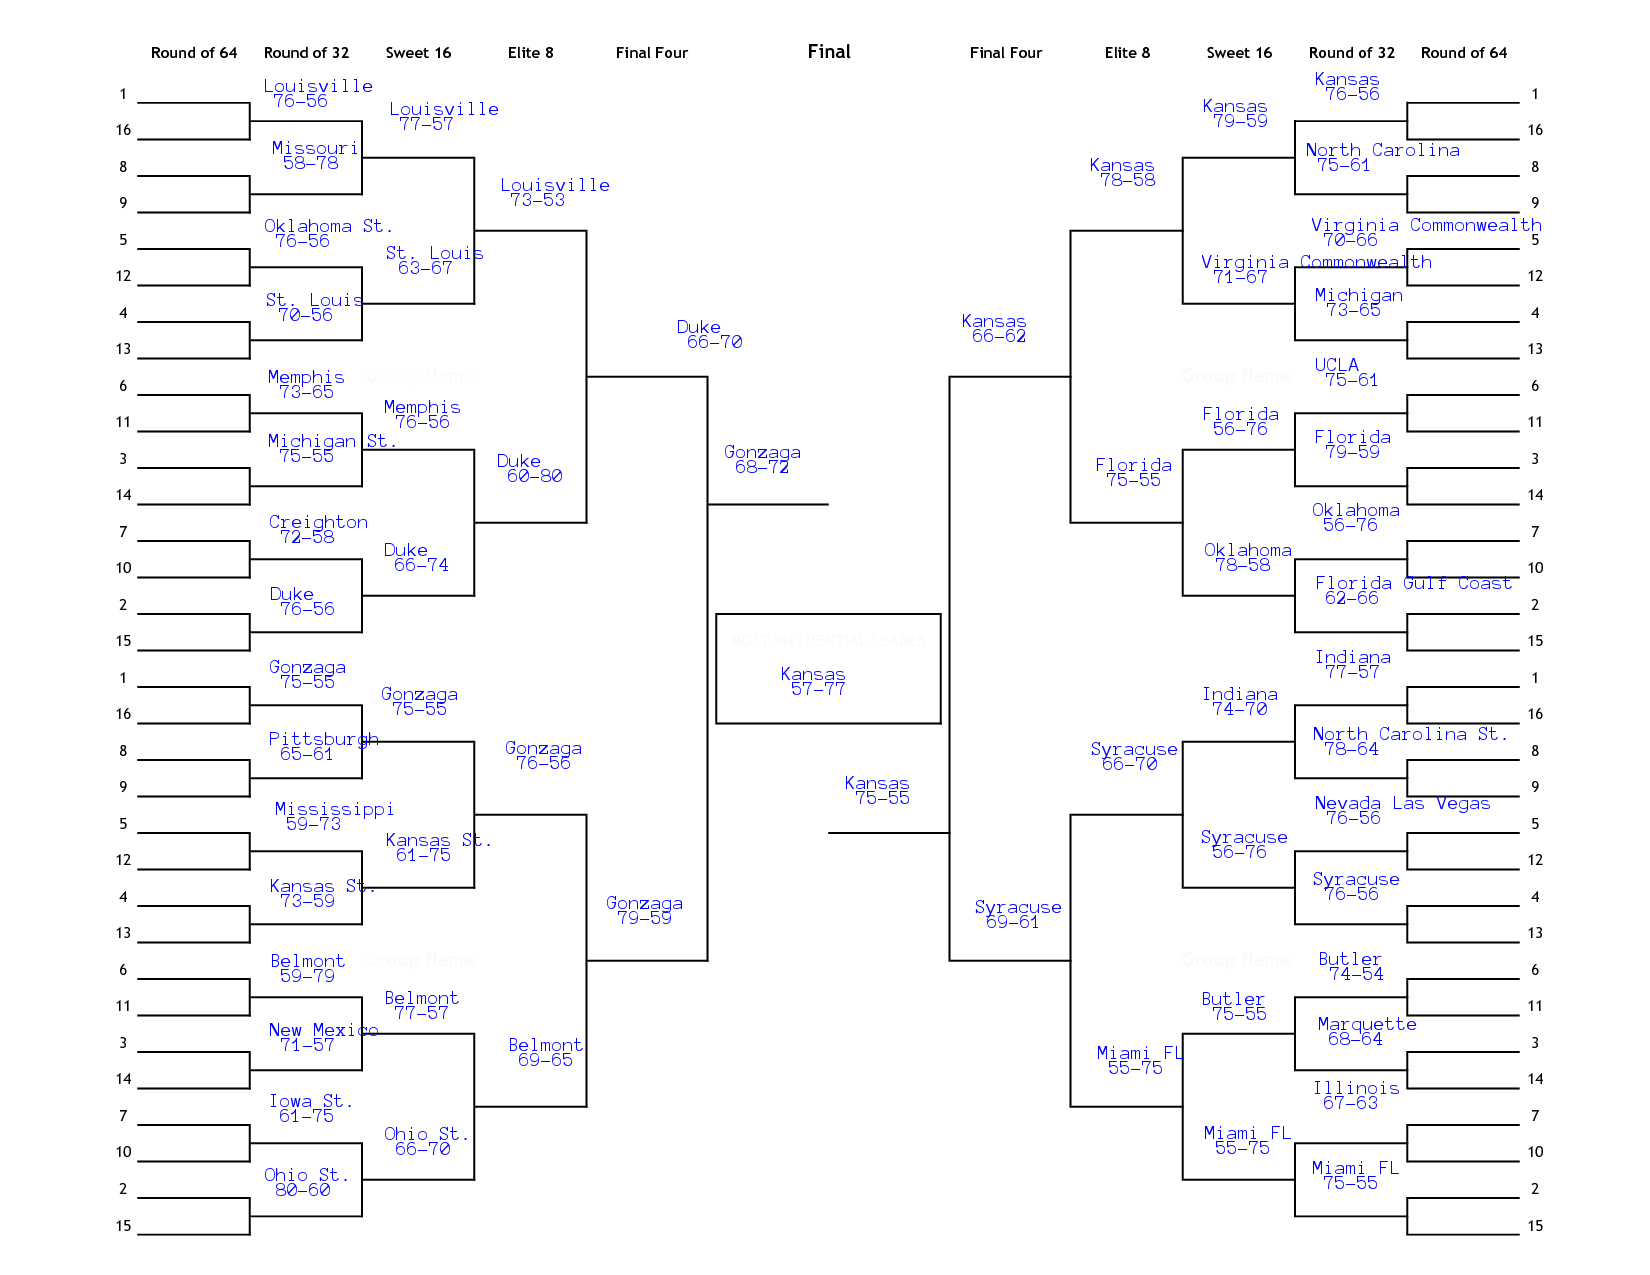 Round of 64 Round of 32 Sweet 16 Elite 8 Final Four Final Final Four Elite 8 Sweet 16 Round of 32 Round of 64
1
16
8
9
5
12
4
13
6
11
3
14
7
10
2
15
1
16
8
9
5
12
4
13
6
11
3
14
7
10
2
15
Louisville
76-56
Missouri
58-78
Oklahoma St.
76-56
St. Louis
70-56
Memphis
73-65
Michigan St.
75-55
Creighton
72-58
Duke
76-56
Gonzaga
75-55
Pittsburgh
65-61
Mississippi
59-73
Kansas St.
73-59
Belmont
59-79
New Mexico
71-57
Iowa St.
61-75
Ohio St.
80-60
Louisville
77-57
St. Louis
63-67
Group Name
Memphis
76-56
Duke
66-74
Gonzaga
75-55
Kansas St.
61-75
Group Name
Belmont
77-57
Ohio St.
66-70
Louisville
73-53
Duke
60-80
Gonzaga
76-56
Belmont
69-65
Duke
66-70
Gonzaga
79-59
Gonzaga
68-72
MOST INFLUENTIAL LEADER
Kansas
57-77
Kansas
75-55
Kansas
66-62
Syracuse
69-61
Kansas
78-58
Florida
75-55
Syracuse
66-70
Miami FL
55-75
Kansas
79-59
Virginia Commonwealth
71-67
Group Name
Florida
56-76
Oklahoma
78-58
Indiana
74-70
Syracuse
56-76
Group Name
Butler
75-55
Miami FL
55-75
Kansas
76-56
North Carolina
75-61
Virginia Commonwealth
70-66
Michigan
73-65
UCLA
75-61
Florida
79-59
Oklahoma
56-76
Florida Gulf Coast
62-66
Indiana
77-57
North Carolina St.
78-64
Nevada Las Vegas
76-56
Syracuse
76-56
Butler
74-54
Marquette
68-64
Illinois
67-63
Miami FL
75-55
1
16
8
9
5
12
4
13
6
11
3
14
7
10
2
15
1
16
8
9
5
12
4
13
6
11
3
14
7
10
2
15